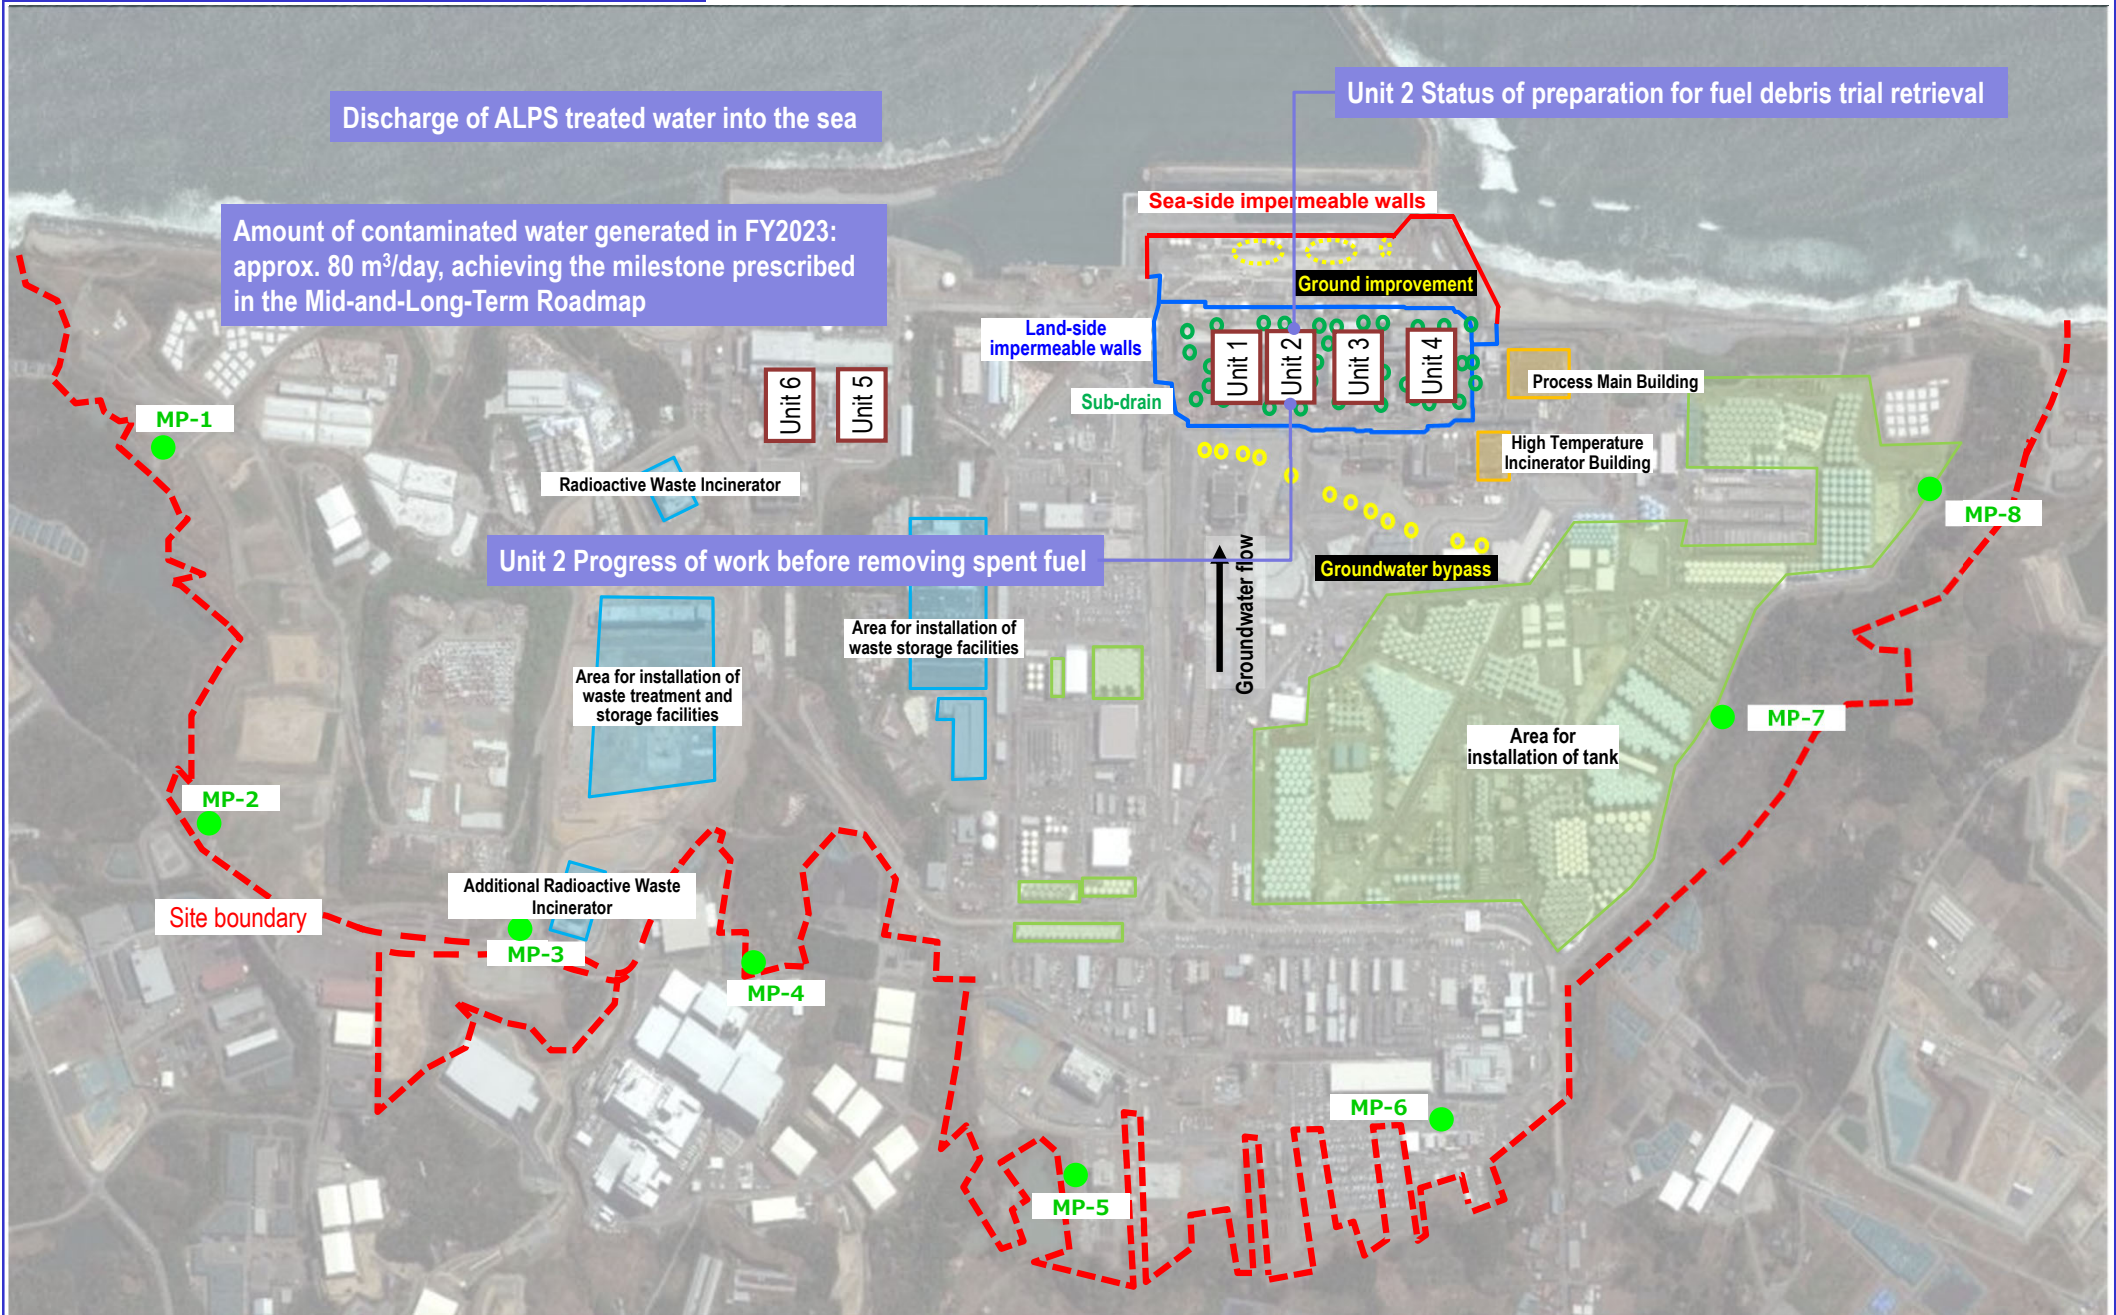 Discharge of ALPS treated water into the sea
Unit 2 Status of preparation for fuel debris trial retrieval
Amount of contaminated water generated in FY2023:
approx. 80 m³/day, achieving the milestone prescribed
in the Mid-and-Long-Term Roadmap
Sea-side impermeable walls
Ground improvement
Land-side
impermeable walls
Sub-drain
Unit 1
Unit 2
Unit 3
Unit 4
Unit 6
Unit 5
Process Main Building
High Temperature
Incinerator Building
MP-1
Radioactive Waste Incinerator
MP-8
Unit 2 Progress of work before removing spent fuel
Groundwater bypass
Groundwater flow
Area for installation of
waste storage facilities
Area for installation of
waste treatment and
storage facilities
MP-7
Area for
installation of tank
MP-2
Additional Radioactive Waste
Incinerator
Site boundary
MP-3
MP-4
MP-6
MP-5